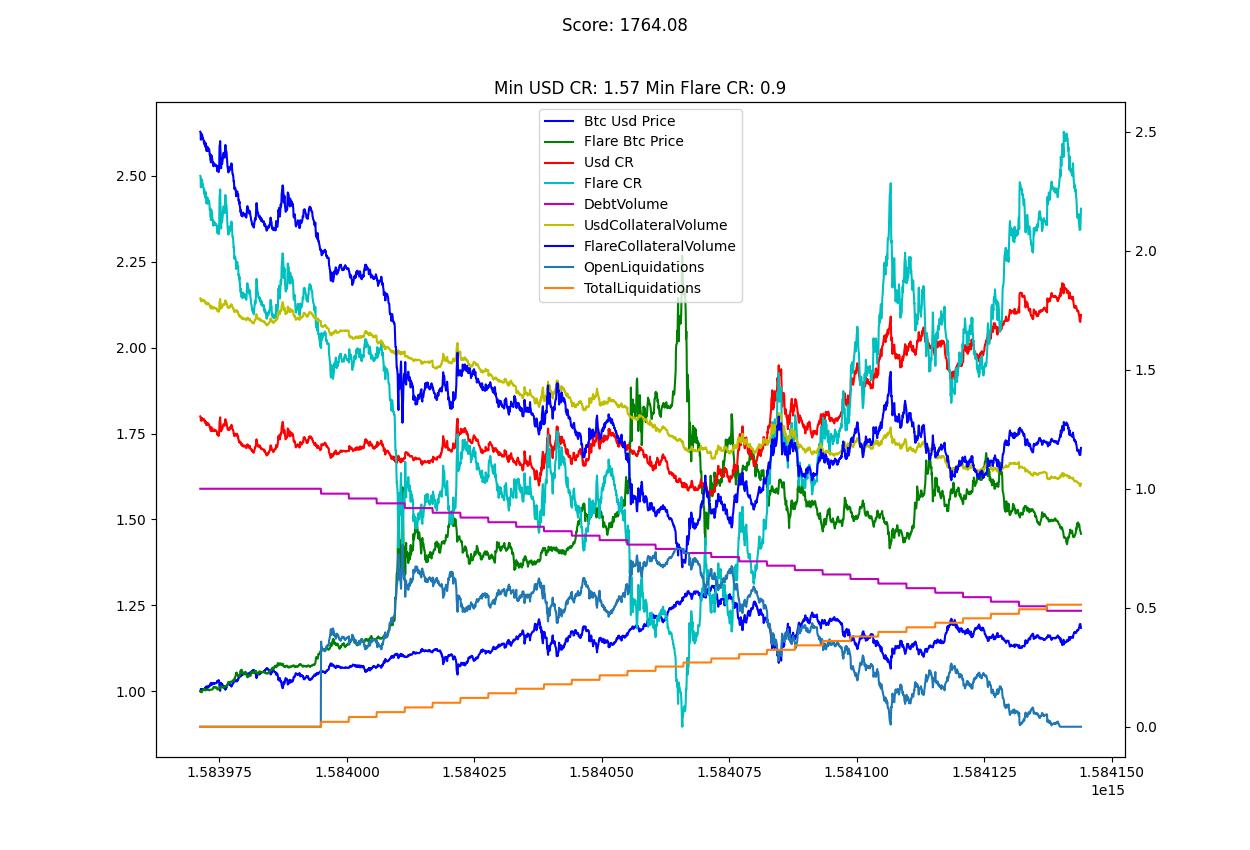 Score: 1764.08
Min USD CR: 1.57 Min Flare CR: 0.9
Btc Usd Price
Flare Btc Price
Usd CR
Flare CR
DebtVolume
UsdCollateralVolume
FlareCollateralVolume
OpenLiquidations
TotalLiquidations
2.50
2.25
2.00
1.75
1.50
1.25
1.00
2.5
2.0
1.5
1.0
0.5
0.0
1.583975 1.584000 1.584025 1.584050 1.584075 1.584100 1.584125 1.584150
1e15